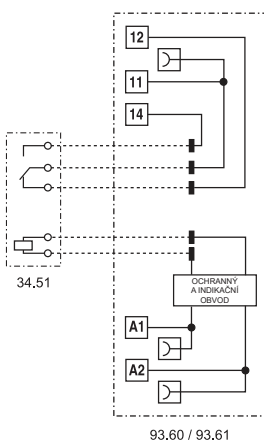 12
11
14
34.51
OCHRANNÝ
A INDIKAČNÍ
OBVOD
A1
A2
93.60 / 93.61